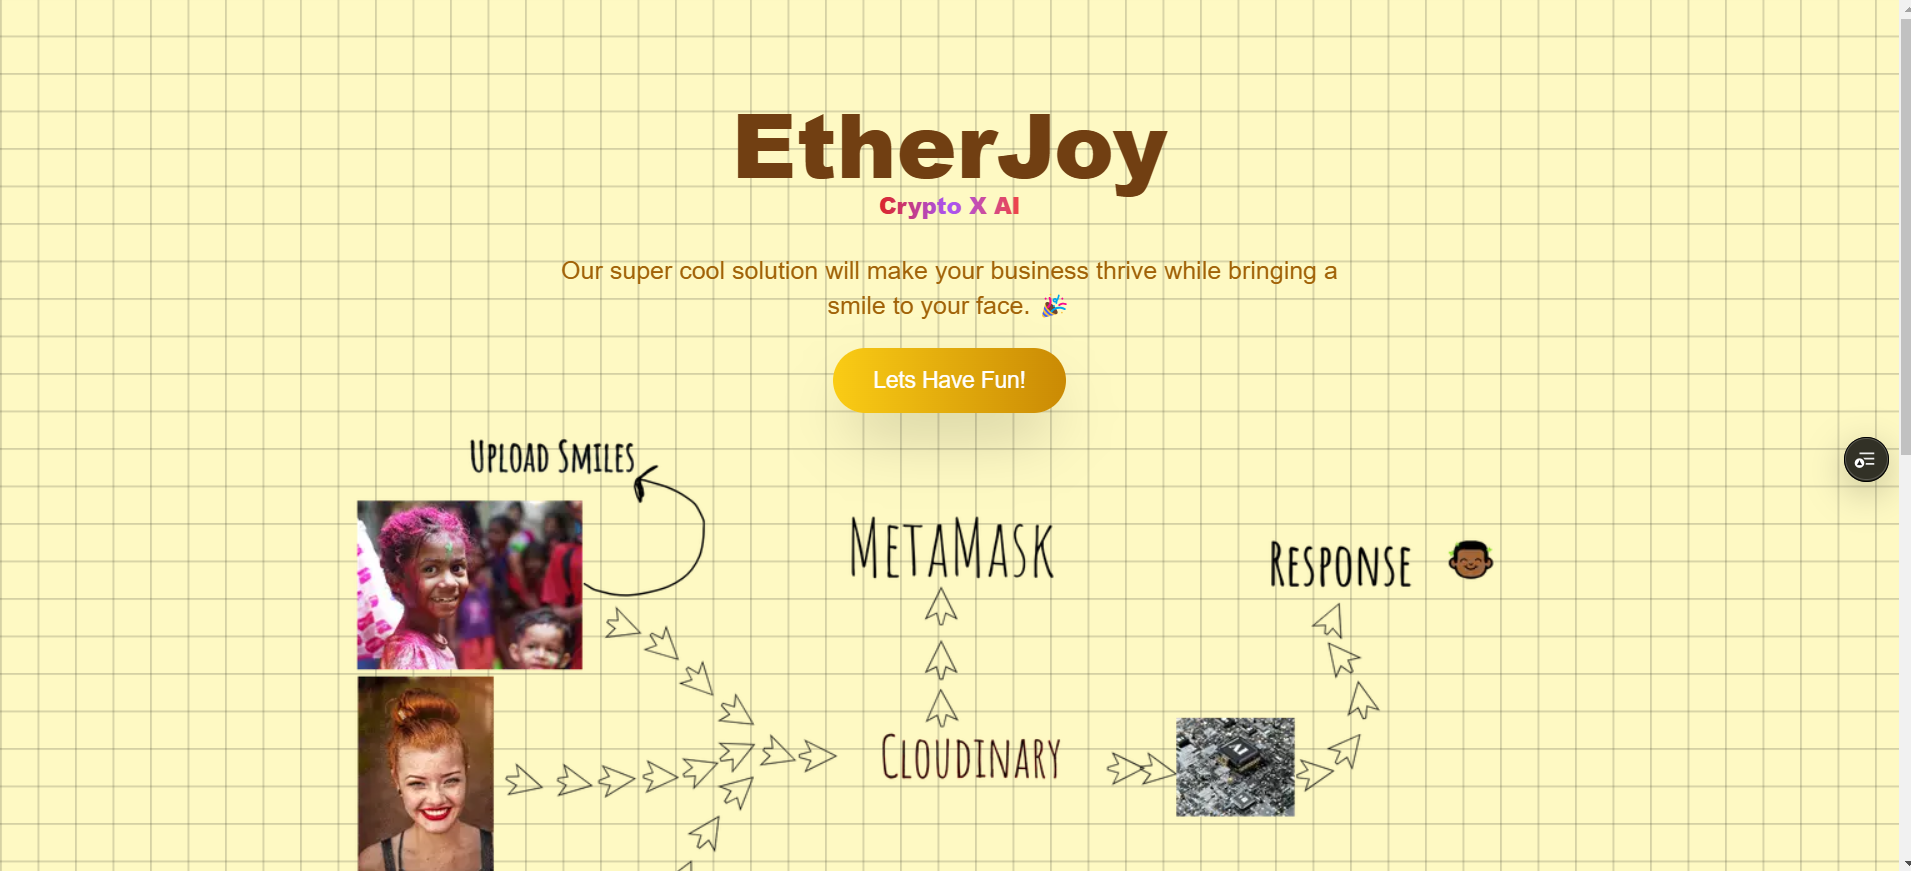 EtherJoy
Crypto X AI
Our super cool solution will make your business thrive while bringing a
smile to your face. 🎉
Lets Have Fun!
Upload Smiles
MetaMask
Response
Cloudinary
AI